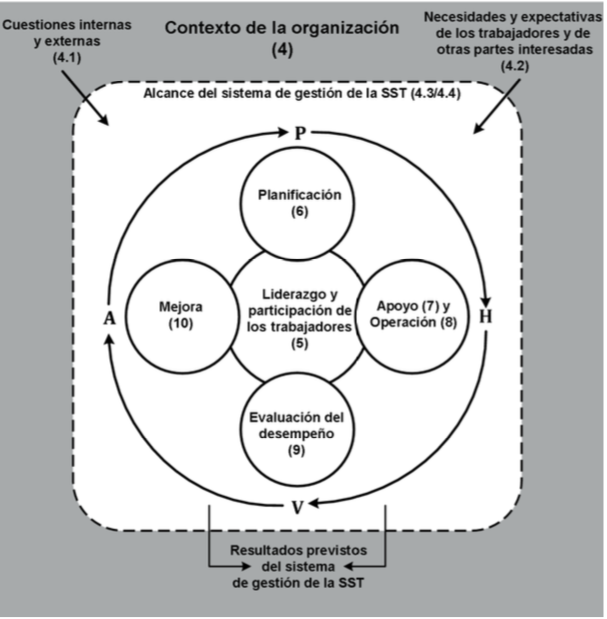 Cuestiones internas
y externas
(4.1)
Contexto de la organización
(4)
Necesidades y expectativas
de los trabajadores y de
otras partes interesadas
(4.2)
Alcance del sistema de gestión de la SST (4.3/4.4)
P
Planificación
(6)
A
Mejora
(10)
Liderazgo y
participación de
los trabajadores
(5)
Apoyo (7) y
Operación (8)
H
Evaluación del
desempeño
(9)
V
Resultados previstos
del sistema
de gestión de la SST